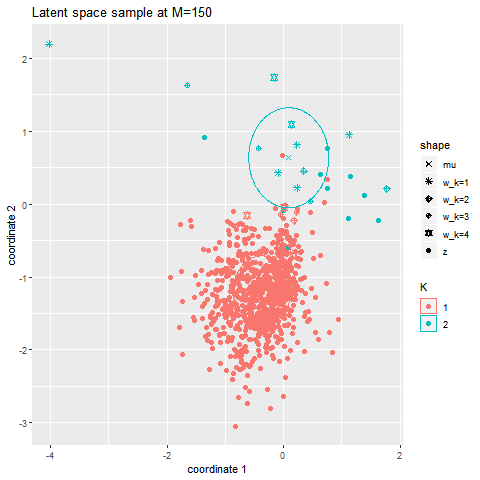 Latent space sample at M=150
2
1
0
-1
-2
-3
-4
-2
0
2
coordinate 1
coordinate 2
shape
mu
w_k=1
w_k=2
w_k=3
w_k=4
z
K
1
2